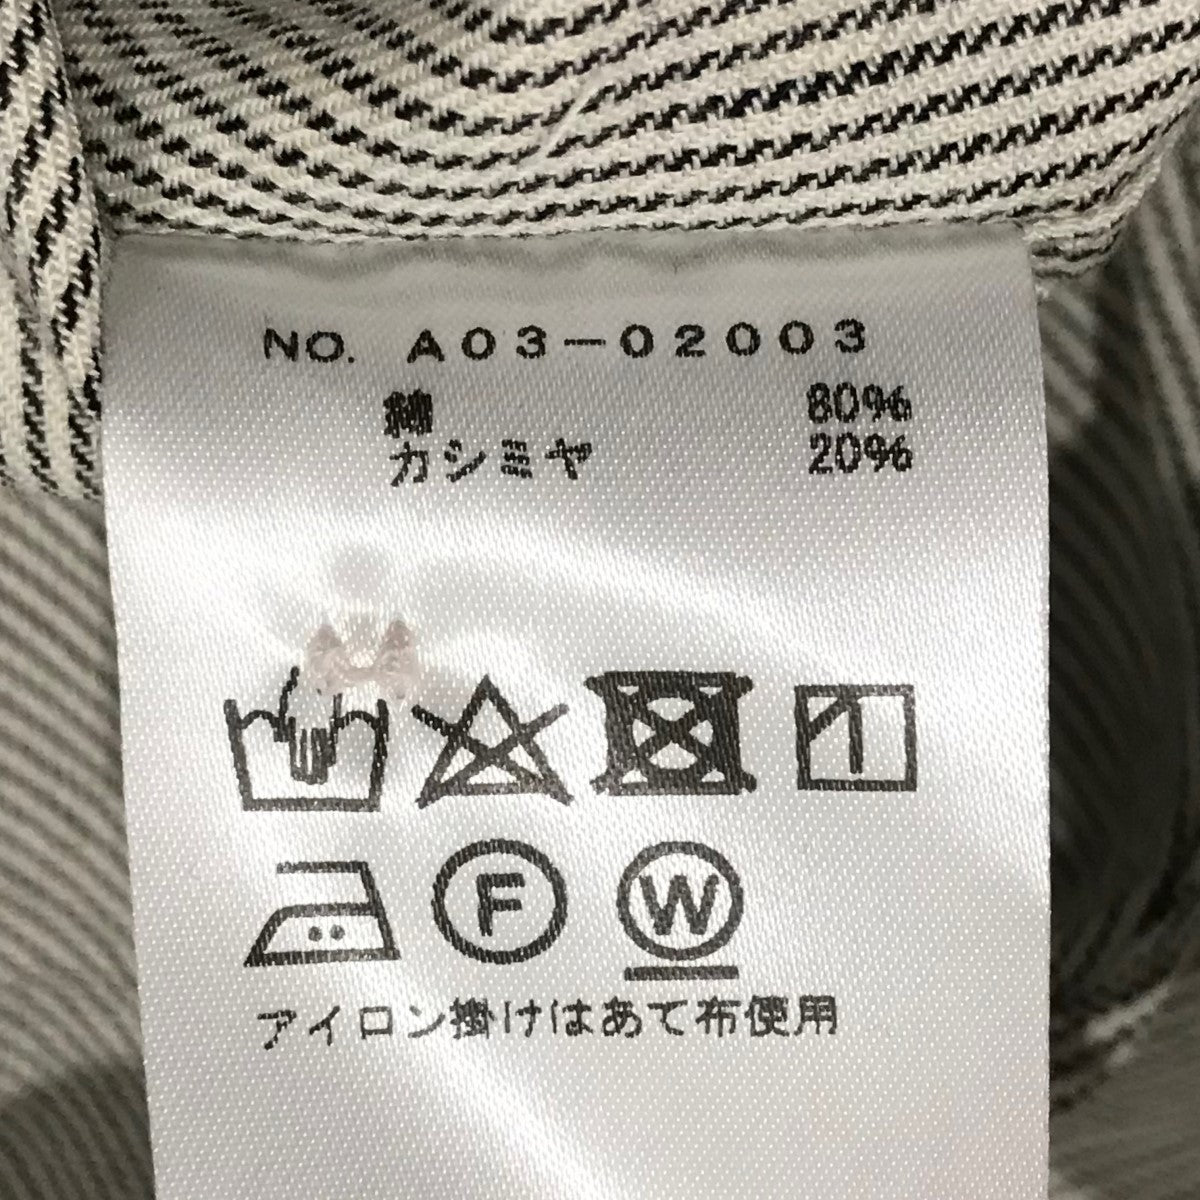 NO. A03-02003
綿 80%
カシミヤ 20%
F W
アイロン掛けはあて布使用